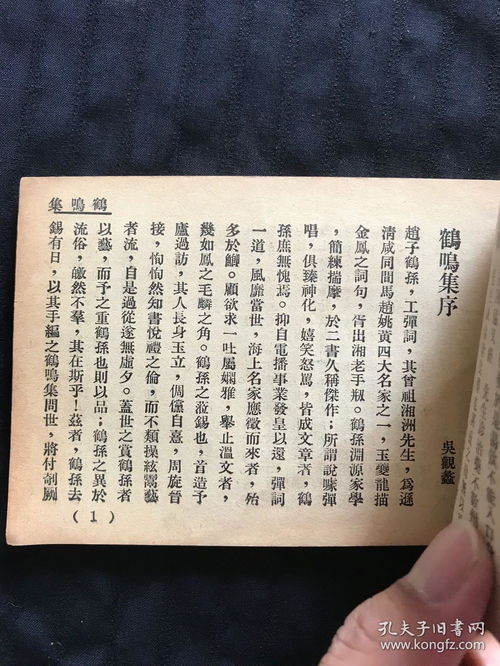 鶴鳴集序
吳觀蠡
趙子鶴孫，工彈詞，其曾祖湘洲先生，爲遜
清咸同間馬趙姚黃四大名家之一，玉夔龍描
金鳳之詞句，胥出湘老手瓶。鶴孫淵源家學
，簡練揣摩，於二書久稱傑作；所謂說噱彈
唱，俱臻神化，嬉笑怒駡，皆成文章者，鶴
孫庶無愧焉。抑自電播事業發皇以還，彈詞
一道，風靡當世，海上名家應徵而來者，殆
多於鯽。顧欲求一吐屬嫻雅，舉止溫文者，
幾如鳳之毛麟之角。鶴孫之蒞錫也，首造予
廬過訪，其人長身玉立，倜儻自憙，周旋晉
接，恂恂然知書悅禮之倫，而不類操絃鬻藝
者流，自是過從遂無虛夕。蓋世之賞鶴孫者
以藝，而予之重鶴孫也則以品；鶴孫之異於
流俗，皭然不羣，其在斯乎！玆者，鶴孫去
錫有日，以其手編之鶴鳴集問世，將付剞劂
鶴鳴集
(1)
孔夫子旧书网
www.kongfz.com